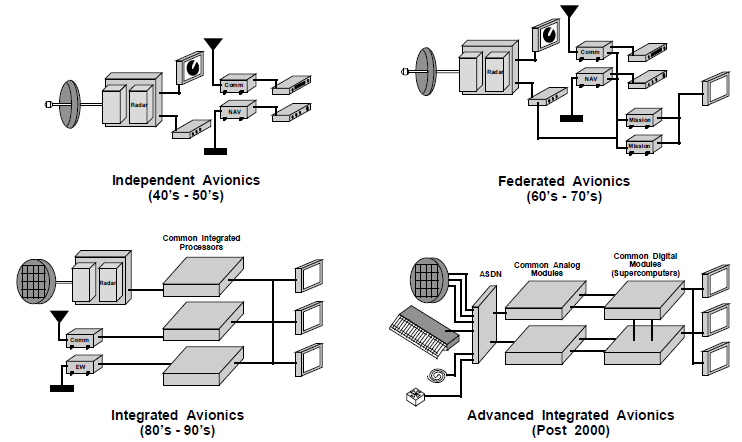 Radar
Comm
NAV
Independent Avionics
(40's - 50's)
Radar
Comm
NAV
Mission
Mission
Federated Avionics
(60's - 70's)
Common Integrated
Processors
Radar
Comm
EW
Integrated Avionics
(80's - 90's)
ASDN
Common Analog
Modules
Common Digital
Modules
(Supercomputers)
Advanced Integrated Avionics
(Post 2000)